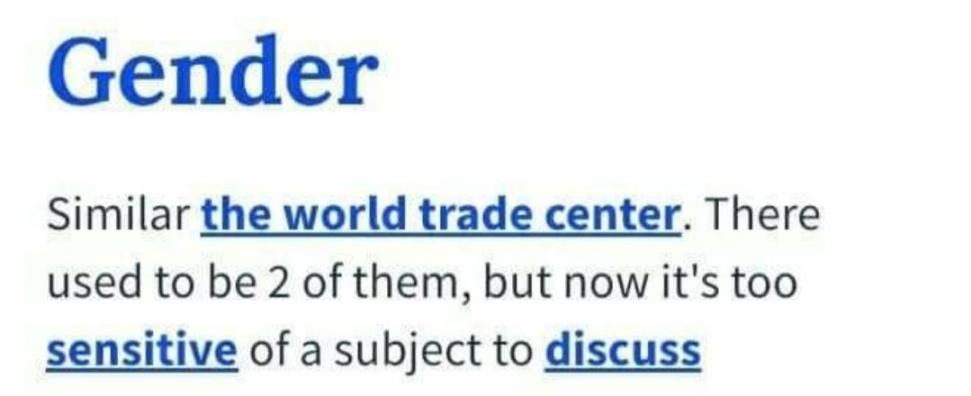 Gender
Similar the world trade center. There
used to be 2 of them, but now it's too
sensitive of a subject to discuss